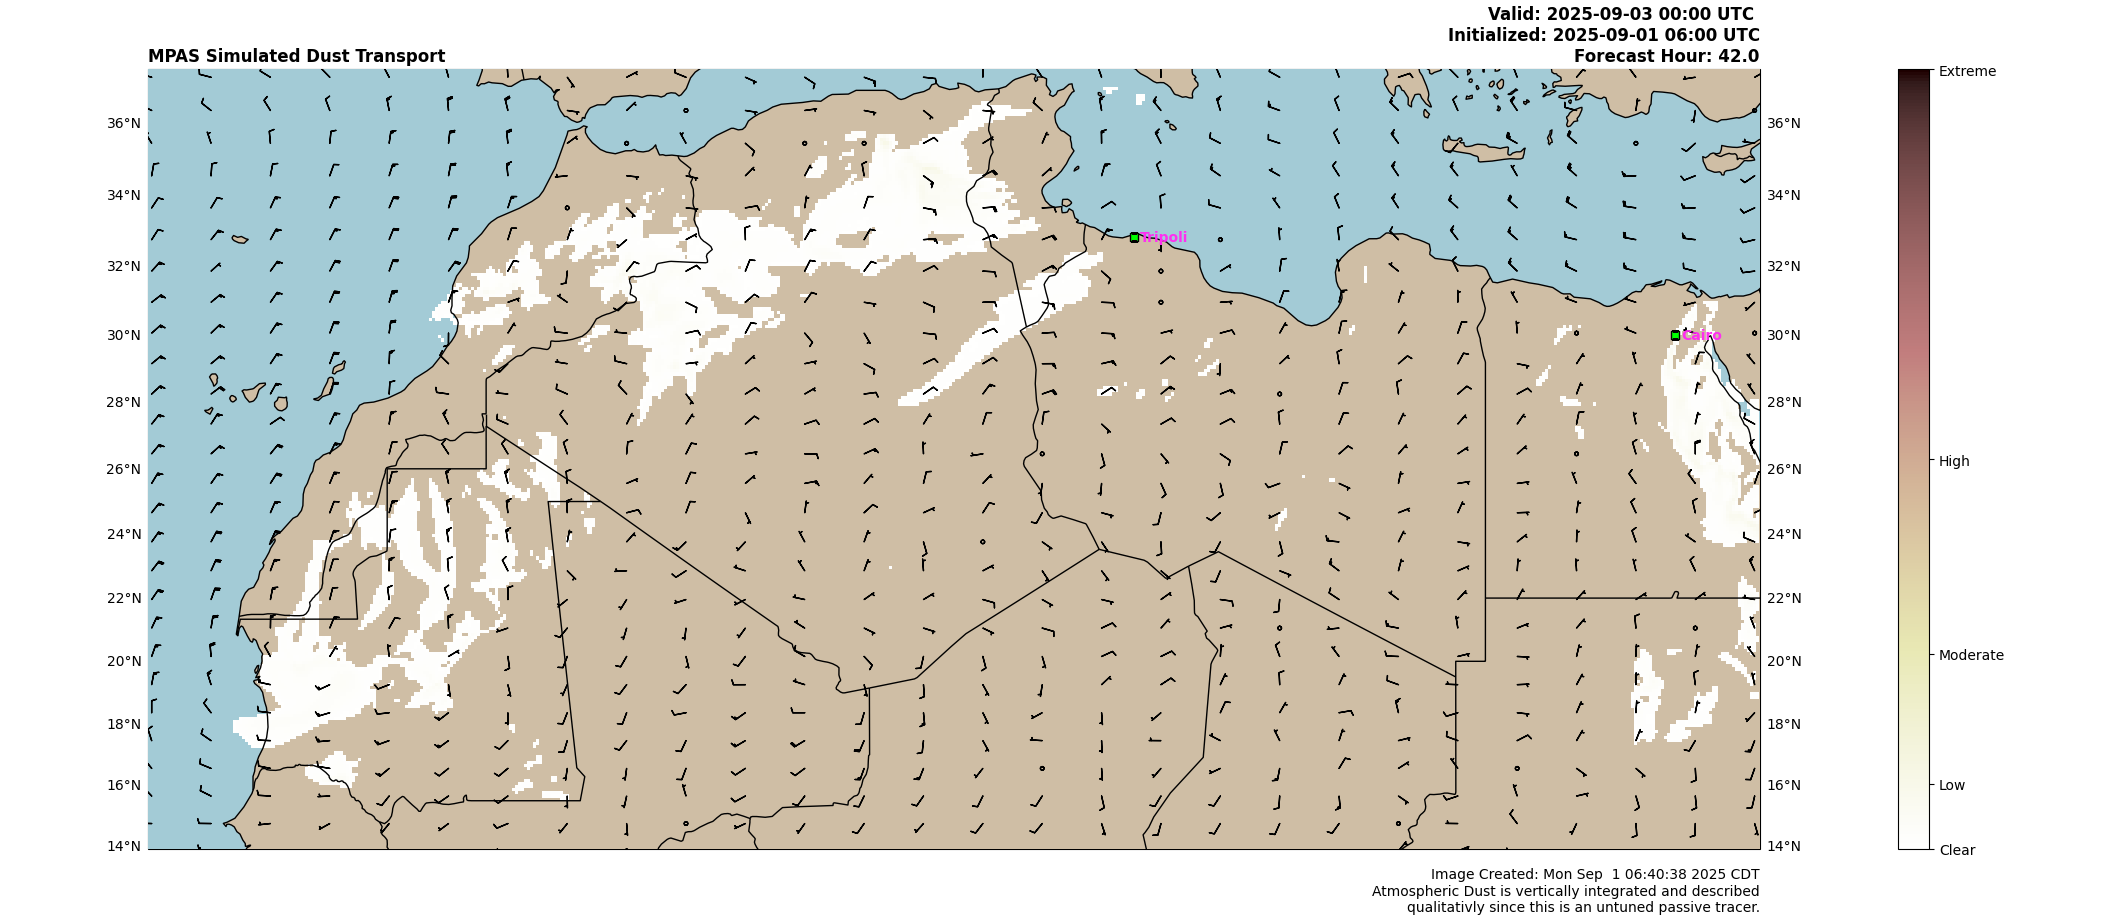 Valid: 2025-09-03 00:00 UTC
Initialized: 2025-09-01 06:00 UTC
MPAS Simulated Dust Transport
Forecast Hour: 42.0
Extreme
36°N
36°N
34°N
34°N
Tripoli
32°N
32°N
30°N
Cairo
30°N
28°N
28°N
26°N
26°N
High
24°N
24°N
22°N
22°N
20°N
20°N
Moderate
18°N
18°N
16°N
16°N
Low
14°N
14°N
Clear
Image Created: Mon Sep  1 06:40:38 2025 CDT
Atmospheric Dust is vertically integrated and described
qualitativly since this is an untuned passive tracer.